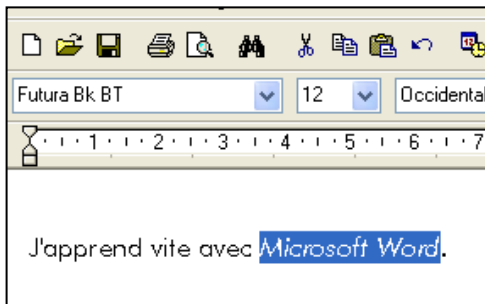 Futura Bk BT 12 Occidental
1 2 3 4 5 6 7
J'apprend vite avec Microsoft Word.